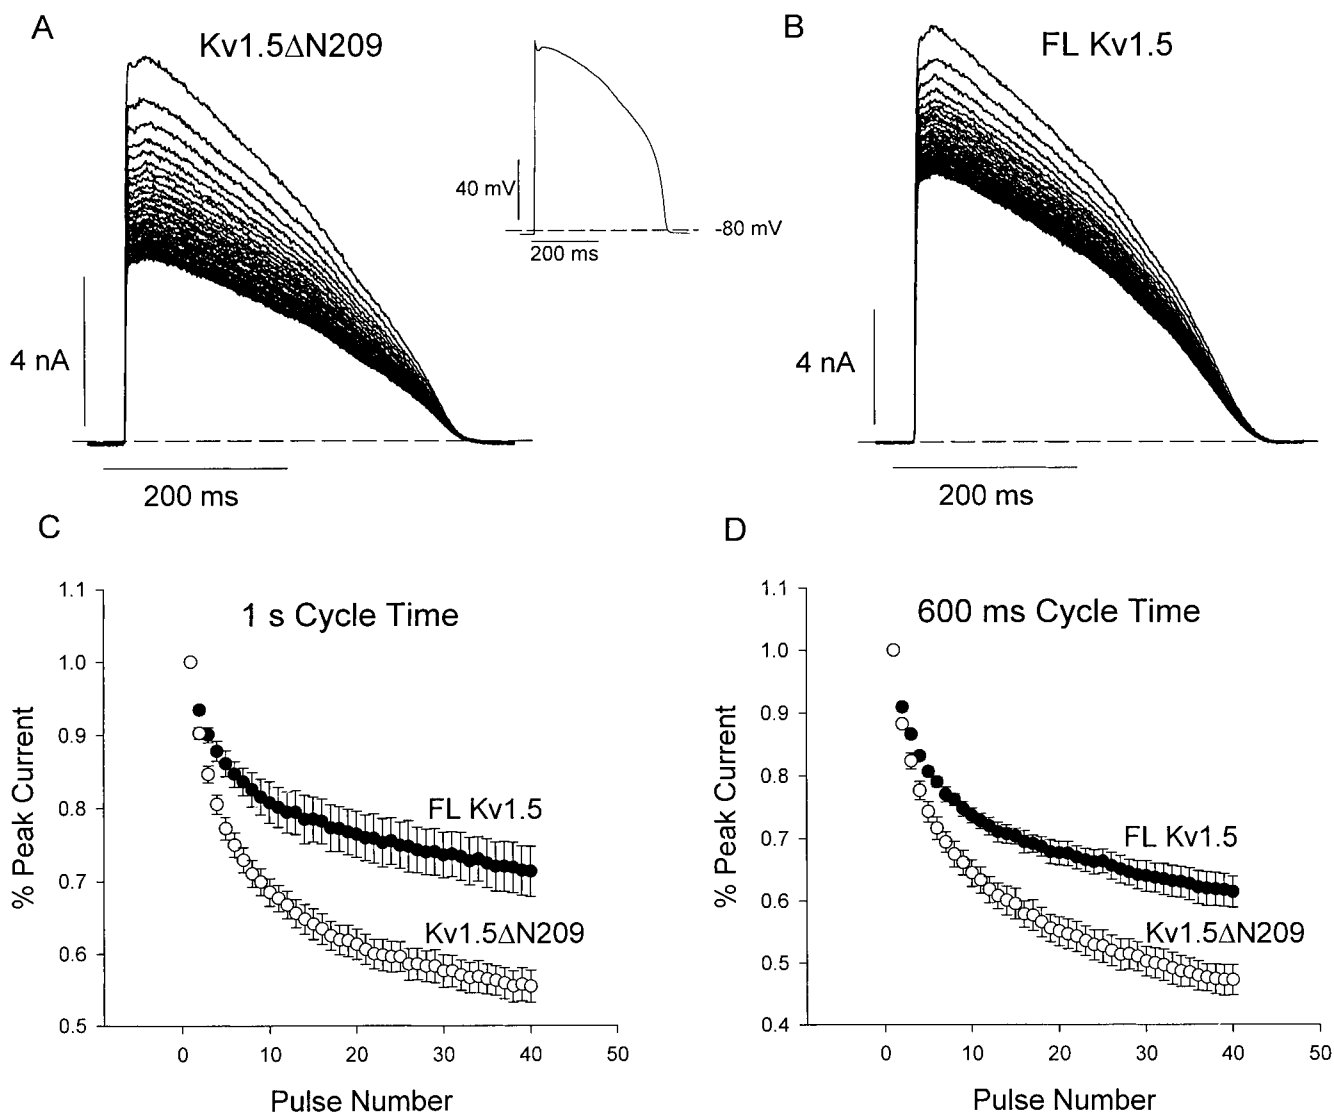 A
Kv1.5ΔN209
40 mV
-80 mV
200 ms
4 nA
200 ms
B
FL Kv1.5
4 nA
200 ms
C
1 s Cycle Time
% Peak Current
1.1
1.0
0.9
0.8
0.7
0.6
0.5
FL Kv1.5
Kv1.5ΔN209
0 10 20 30 40 50
Pulse Number
D
600 ms Cycle Time
% Peak Current
1.1
1.0
0.9
0.8
0.7
0.6
0.5
0.4
FL Kv1.5
Kv1.5ΔN209
0 10 20 30 40 50
Pulse Number